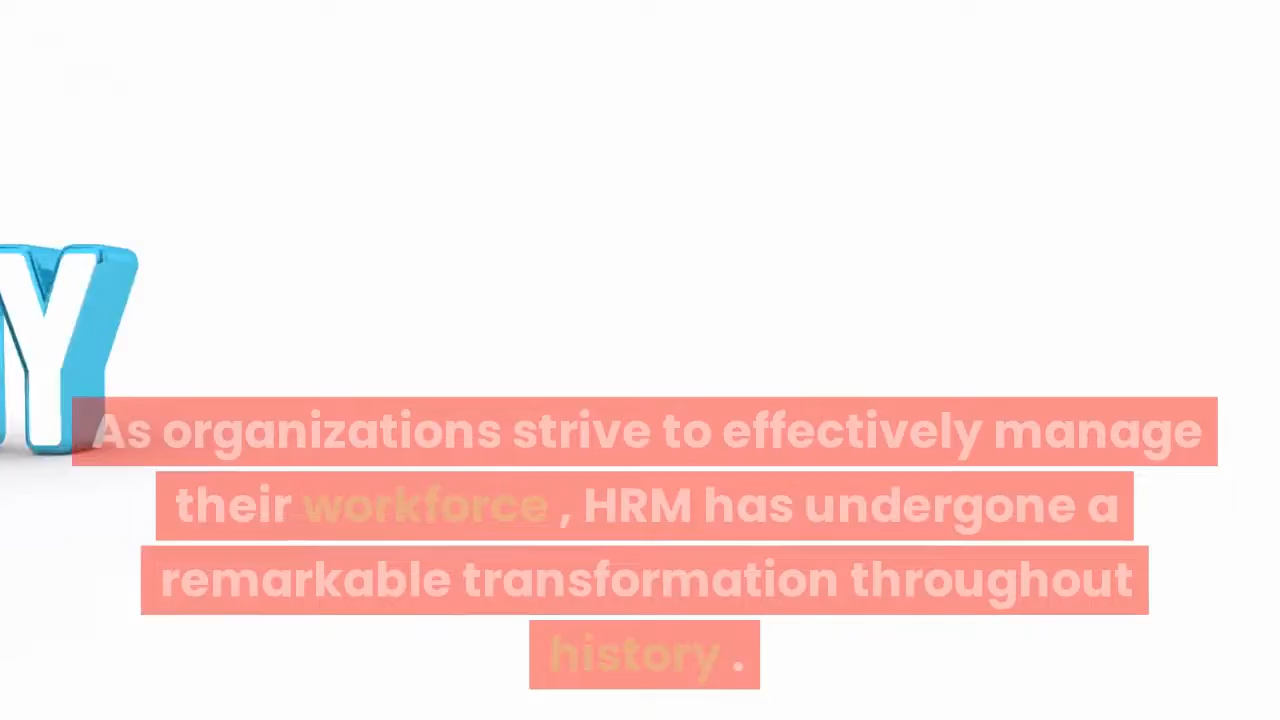 Y
As organizations strive to effectively manage
their workforce , HRM has undergone a
remarkable transformation throughout
history .